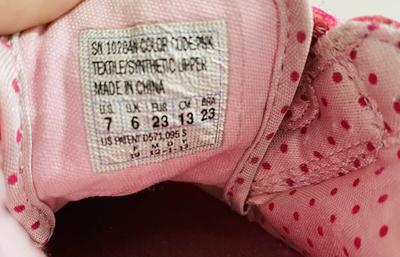 SN 10284N COLOR CODE:PNK
TEXTILE/SYNTHETIC UPPER
MADE IN CHINA
U.S U.K EUR CM BRA
7 6 23 13 23
US PATENT D571,095 S
F M D Y